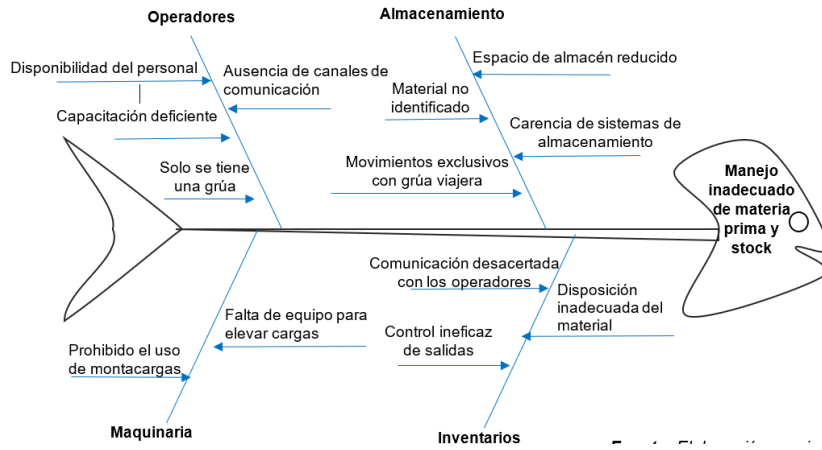 Operadores
Almacenamiento
Disponibilidad del personal
Ausencia de canales de
comunicación
Capacitación deficiente
Solo se tiene
una grúa
Espacio de almacén reducido
Material no
identificado
Carencia de sistemas de
almacenamiento
Movimientos exclusivos
con grúa viajera
Manejo
inadecuado
de materia
prima y
stock
Comunicación desacertada
con los operadores
Disposición
inadecuada del
material
Control ineficaz
de salidas
Falta de equipo para
elevar cargas
Prohibido el uso
de montacargas
Maquinaria
Inventarios